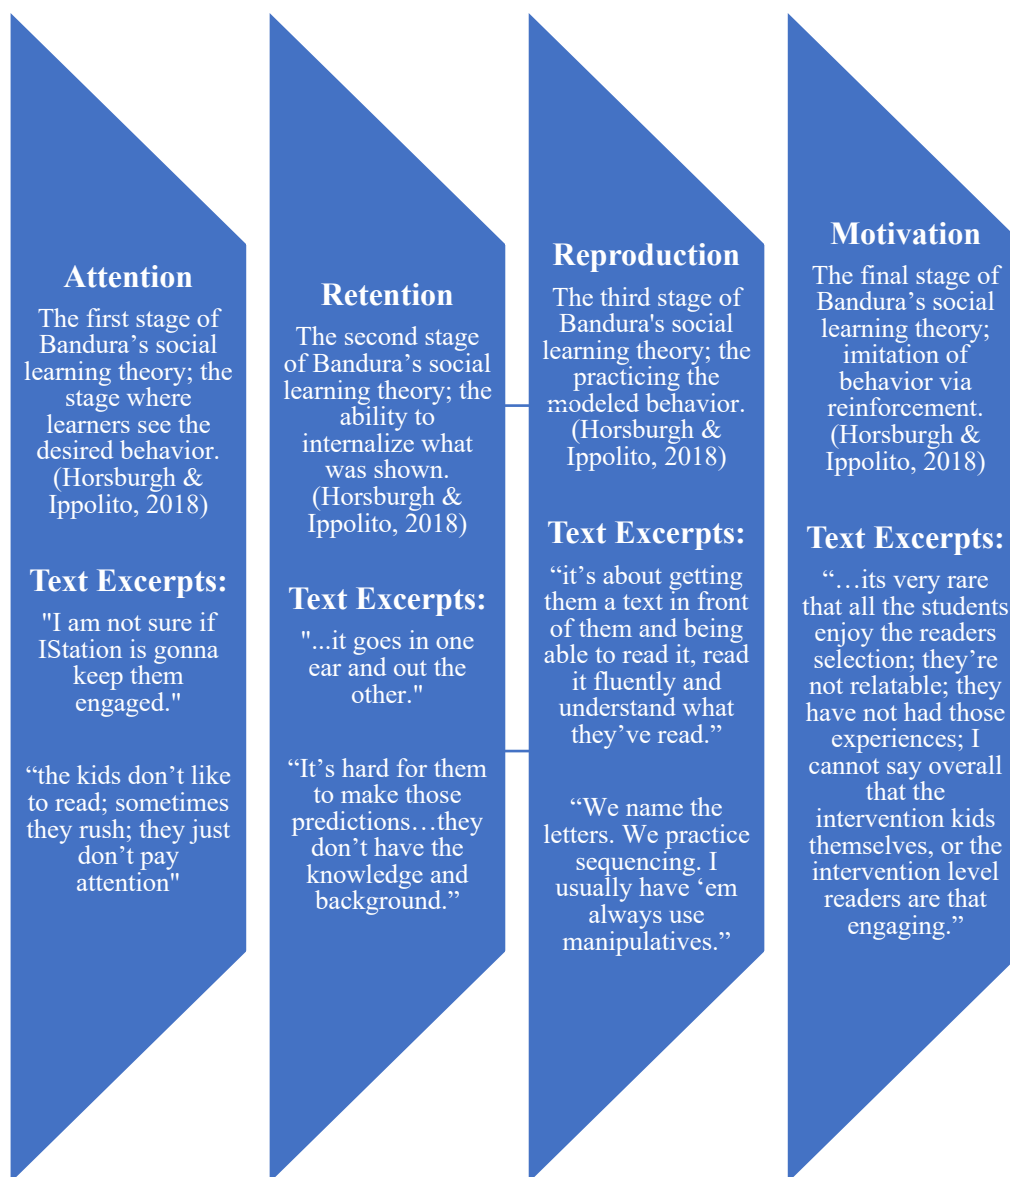 Attention
The first stage of
Bandura’s social
learning theory; the
stage where
learners see the
desired behavior.
(Horsburgh &
Ippolito, 2018)
Text Excerpts:
"I am not sure if
IStation is gonna
keep them
engaged."
“the kids don’t like
to read; sometimes
they rush; they just
don’t pay
attention"
Retention
The second stage
of Bandura’s social
learning theory; the
ability to
internalize what
was shown.
(Horsburgh &
Ippolito, 2018)
Text Excerpts:
"...it goes in one
ear and out the
other."
“It’s hard for them
to make those
predictions…they
don’t have the
knowledge and
background.”
Reproduction
The third stage of
Bandura's social
learning theory; the
practicing the
modeled behavior.
(Horsburgh &
Ippolito, 2018)
Text Excerpts:
“it’s about getting
them a text in front
of them and being
able to read it, read
it fluently and
understand what
they’ve read.”
“We name the
letters. We practice
sequencing. I
usually have ‘em
always use
manipulatives.”
Motivation
The final stage of
Bandura’s social
learning theory;
imitation of
behavior via
reinforcement.
(Horsburgh &
Ippolito, 2018)
Text Excerpts:
“…its very rare
that all the students
enjoy the readers
selection; they’re
not relatable; they
have not had those
experiences; I
cannot say overall
that the
intervention kids
themselves, or the
intervention level
readers are that
engaging.”